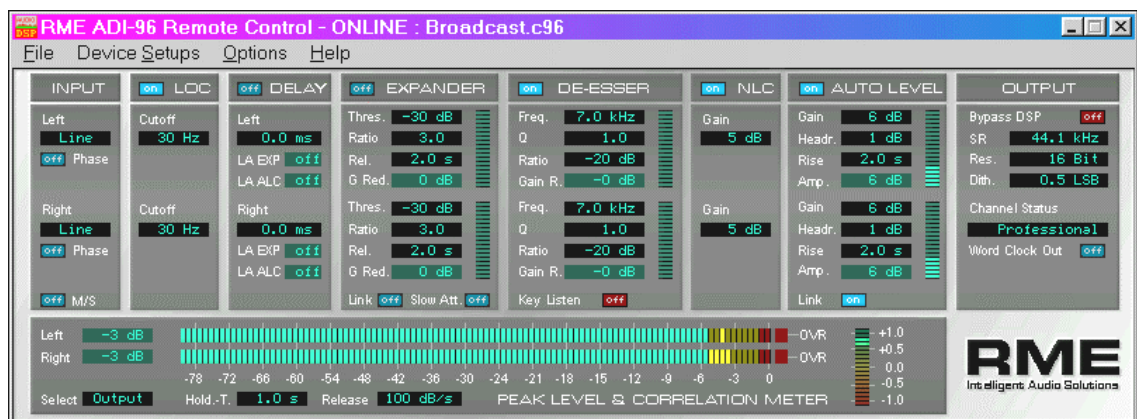 RME ADI-96 Remote Control - ONLINE : Broadcast.c96
File Device Setups Options Help
INPUT on LOC off DELAY off EXPANDER on DE-ESSER on NLC on AUTO LEVEL OUTPUT
Left Cutoff Left Thres. -30 dB Freq. 7.0 kHz Gain Gain 6 dB Bypass DSP off
Line 30 Hz 0.0 ms Ratio 3.0 Q 1.0 5 dB Headr. 1 dB SR 44.1 kHz
off Phase LA EXP off Rel. 2.0 s Ratio -20 dB Rise 2.0 s Res. 16 Bit
LA ALC off G Red. 0 dB Gain R. -0 dB Amp. 6 dB Dith. 0.5 LSB
Right Cutoff Right Thres. -30 dB Freq. 7.0 kHz Gain Gain 6 dB Channel Status
Line 30 Hz 0.0 ms Ratio 3.0 Q 1.0 5 dB Headr. 1 dB Professional
off Phase LA EXP off Rel. 2.0 s Ratio -20 dB Rise 2.0 s Word Clock Out off
LA ALC off G Red. 0 dB Gain R. -0 dB Amp. 6 dB
off M/S Link off Slow Att. off Key Listen off Link on
Left -3 dB OVR +1.0
Right -3 dB OVR +0.5
0.0
-78 -72 -66 -60 -54 -48 -42 -36 -30 -24 -21 -18 -15 -12 -9 -6 -3 0 -0.5
Select Output Hold.-T. 1.0 s Release 100 dB/s PEAK LEVEL & CORRELATION METER -1.0
RME
Intelligent Audio Solutions